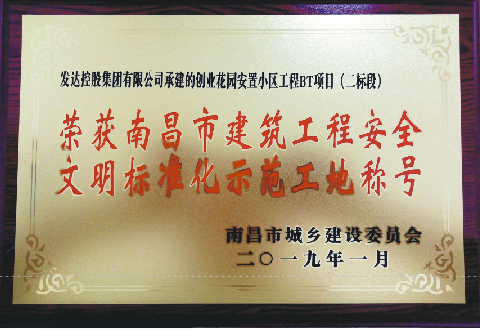 发达控股集团有限公司承建的创业花园安置小区工程BT项目（二标段）
荣获南昌市建筑工程安全
文明标准化示范工地称号
南昌市城乡建设委员会
二〇一九年一月